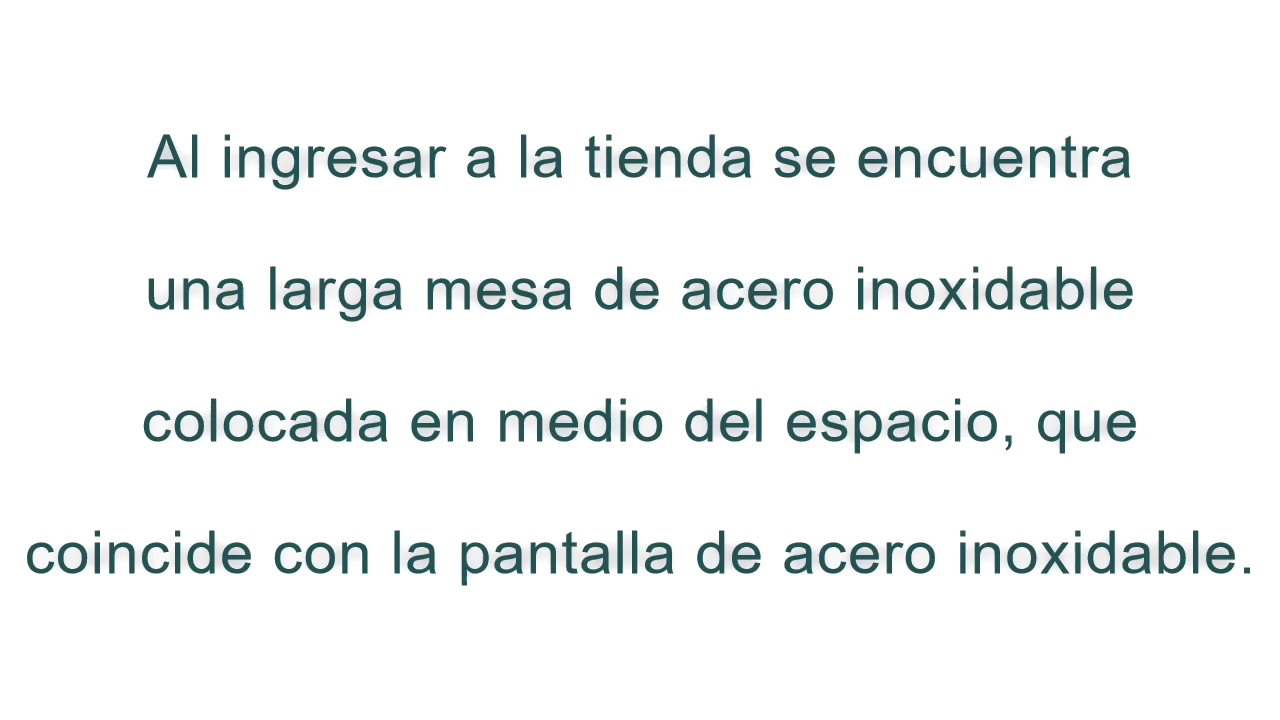 Al ingresar a la tienda se encuentra
una larga mesa de acero inoxidable
colocada en medio del espacio, que
coincide con la pantalla de acero inoxidable.